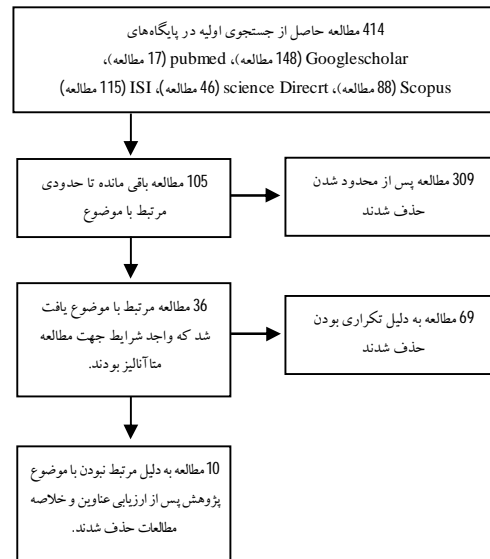 414 مطالعه حاصل از جستجوی اولیه در پایگاه‌های
Googlescholar (148 مطالعه)، pubmed (17 مطالعه)،
Scopus (88 مطالعه)، science Direcrt (46 مطالعه)، ISI (115 مطالعه)
105 مطالعه باقی مانده تا حدودی
مرتبط با موضوع
309 مطالعه پس از محدود شدن
حذف شدند
36 مطالعه مرتبط با موضوع یافت
شد که واجد شرایط جهت مطالعه
متاآنالیز بودند.
69 مطالعه به دلیل تکراری بودن
حذف شدند
10 مطالعه به دلیل مرتبط نبودن با موضوع
پژوهش پس از ارزیابی عناوین و خلاصه
مطالعات حذف شدند.